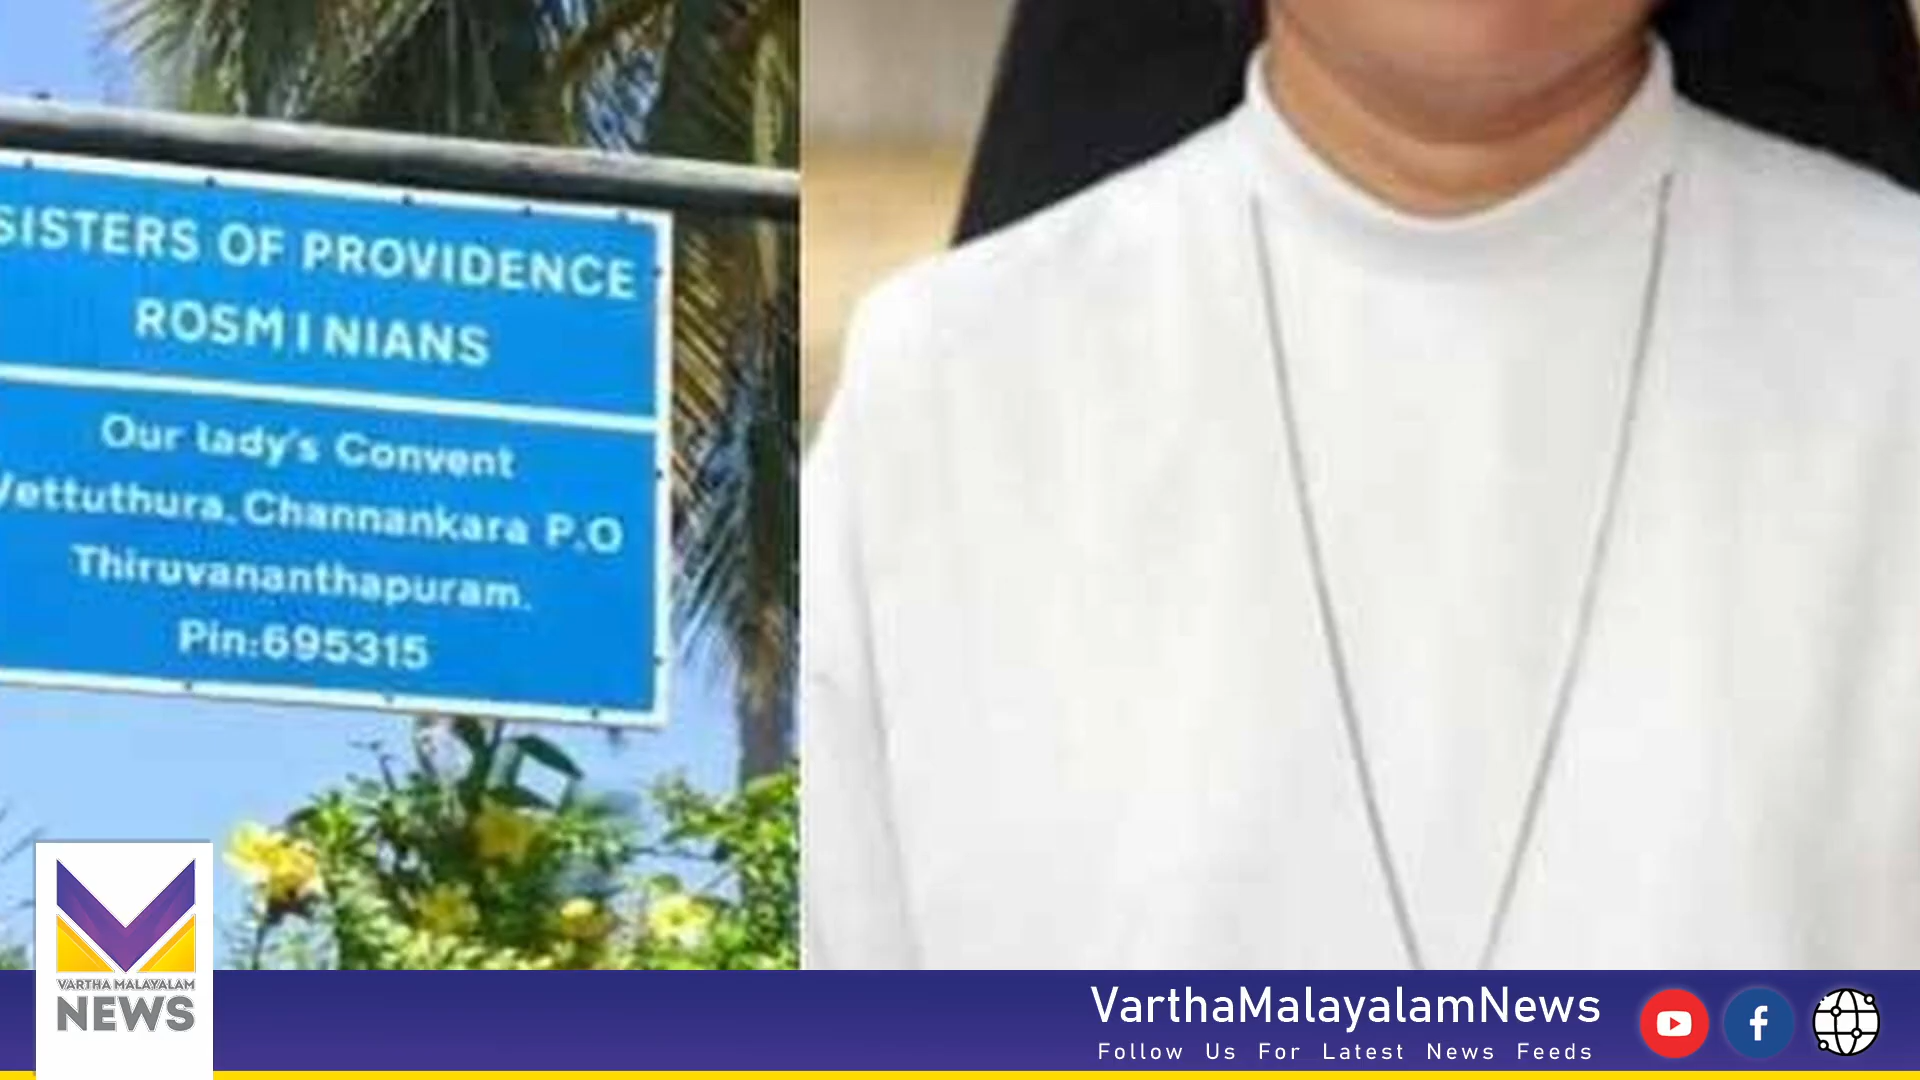 SISTERS OF PROVIDENCE
ROSMINIANS
Our lady's Convent
Vettuthura. Channankara P.O
Thiruvananthapuram.
Pin:695315
VARTHA MALAYALAM
NEWS
VarthaMalayalamNews
Follow Us For Latest News Feeds